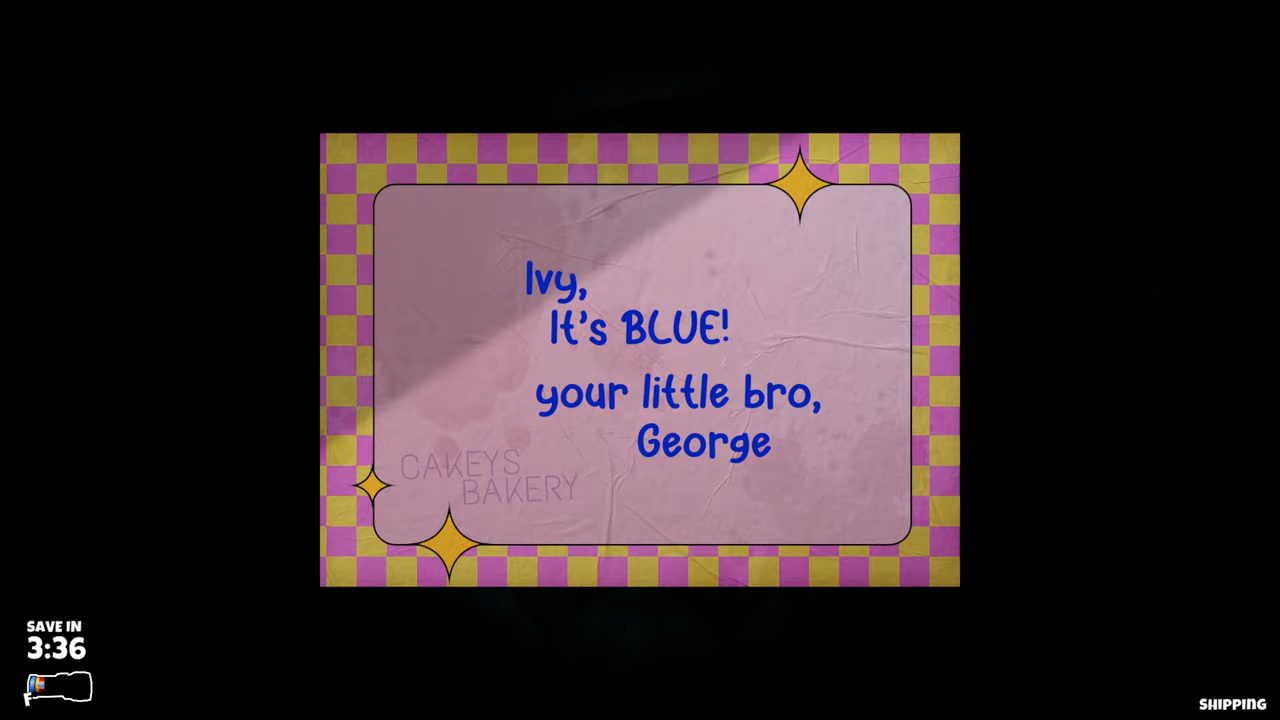 Ivy,
It's BLUE!
your little bro,
George
CAKEYS
BAKERY
SAVE IN
3:36
SHIPPING